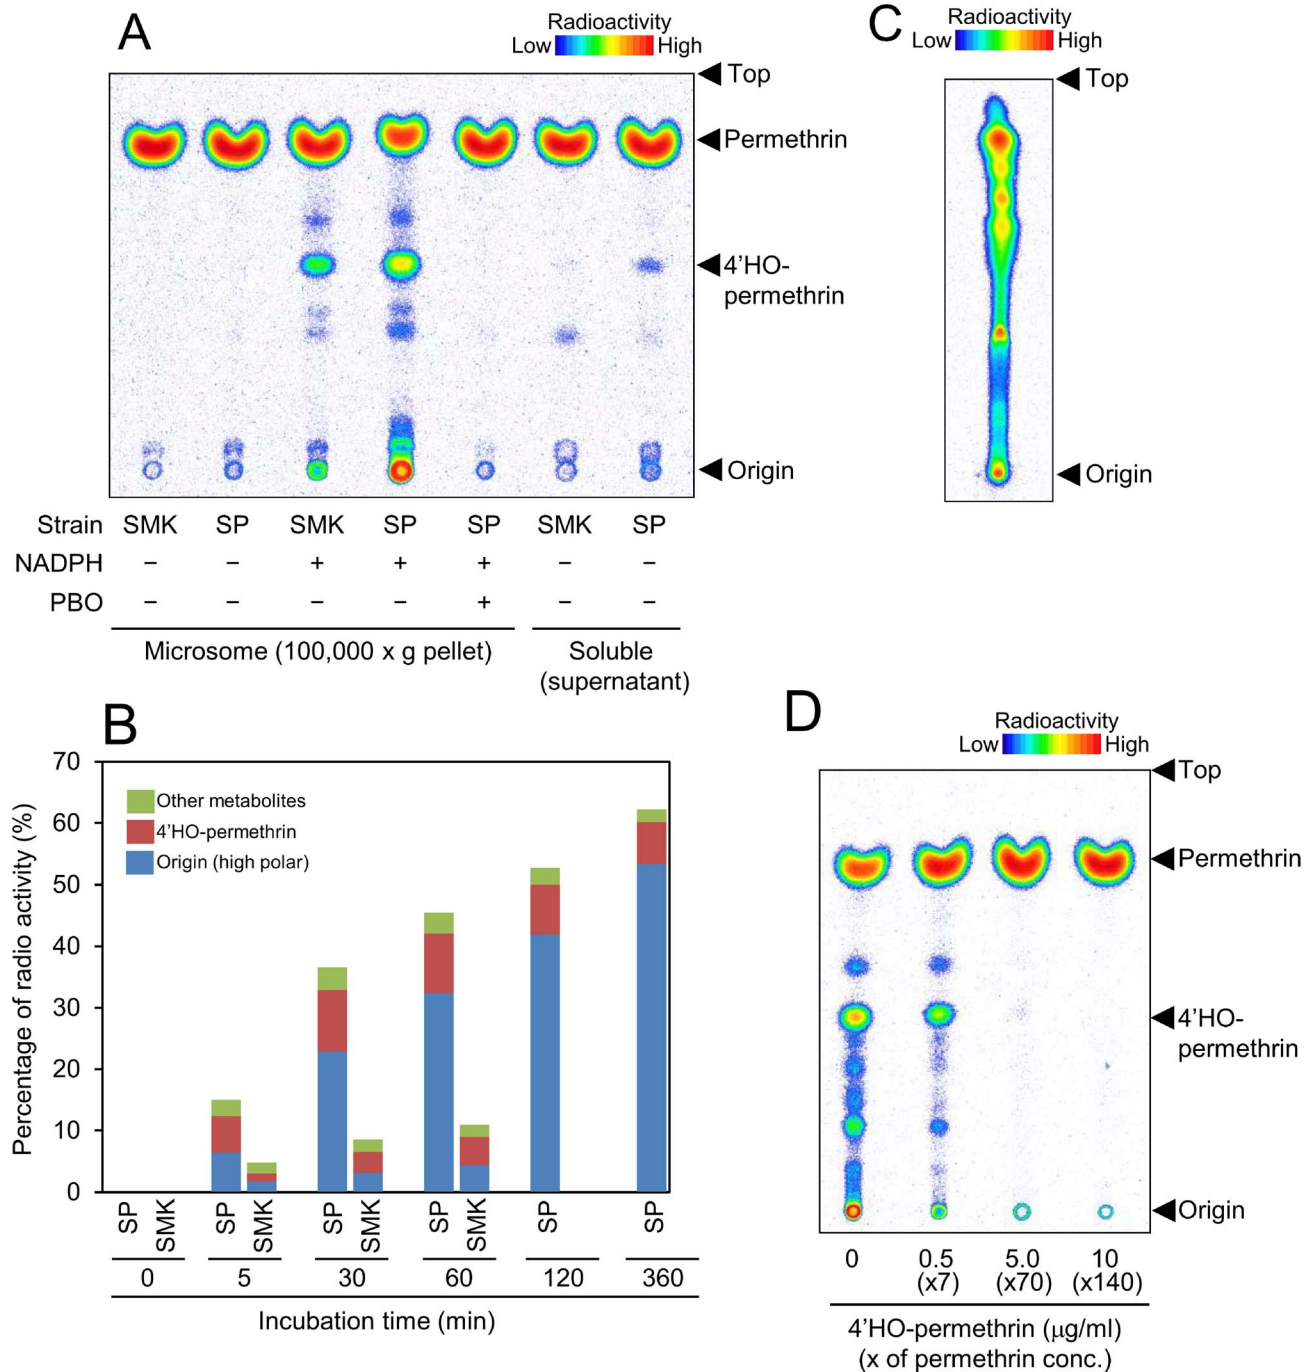 A
Radioactivity
Low High
Top
Permethrin
4'HO-
permethrin
Origin
Strain SMK SP SMK SP SP SMK SP
NADPH − − + + + − −
PBO − − − − + − −
Microsome (100,000 x g pellet)
Soluble
(supernatant)
C
Radioactivity
Low High
Top
Origin
B
Percentage of radio activity (%)
70
60
50
40
30
20
10
0
Other metabolites
4'HO-permethrin
Origin (high polar)
SP SMK SP SMK SP SMK SP SMK SP SP
0 5 30 60 120 360
Incubation time (min)
D
Radioactivity
Low High
Top
Permethrin
4'HO-
permethrin
Origin
0 0.5 5.0 10
(x7) (x70) (x140)
4'HO-permethrin (μg/ml)
(x of permethrin conc.)